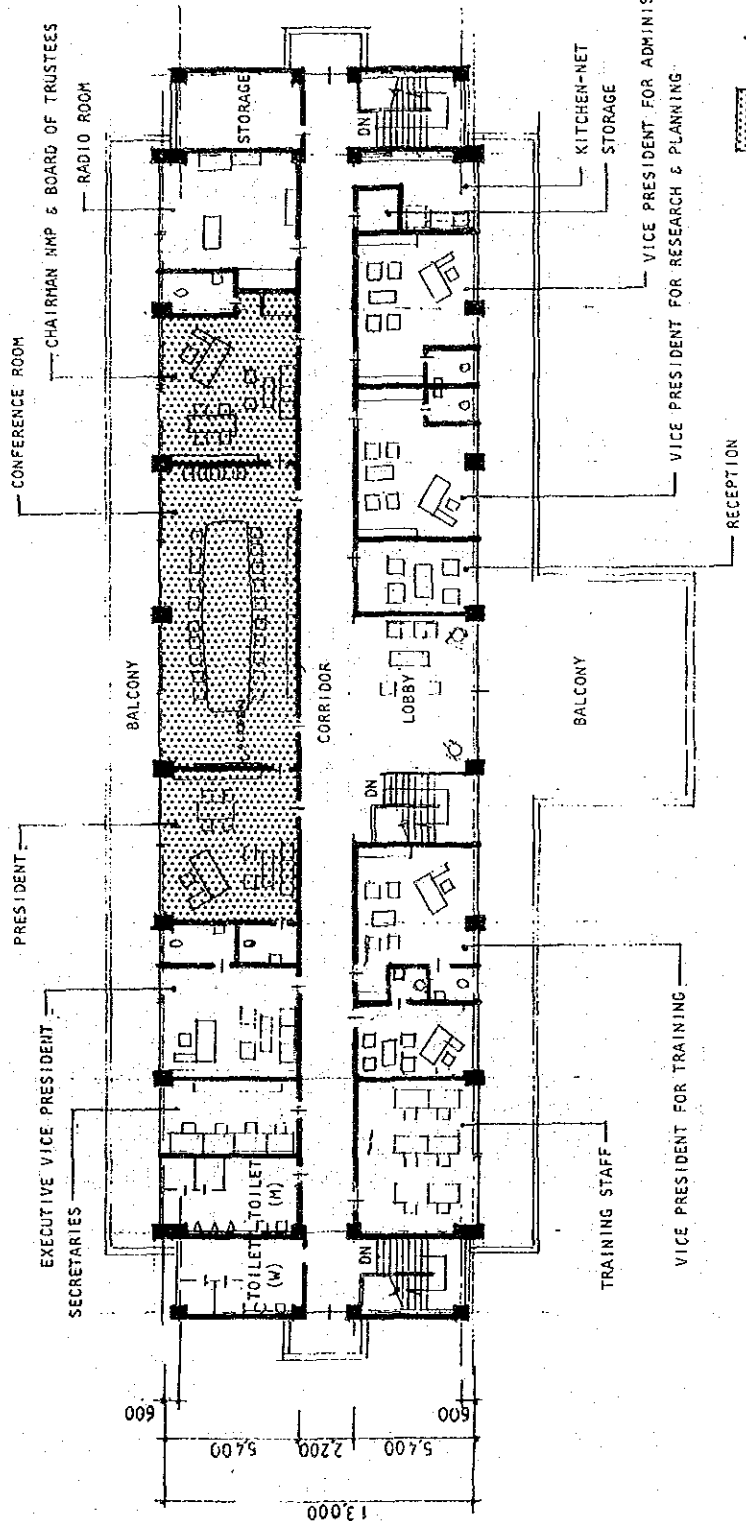 CHAIRMAN NMP & BOARD OF TRUSTEES
RADIO ROOM
CONFERENCE ROOM
PRESIDENT
EXECUTIVE VICE PRESIDENT
SECRETARIES
BALCONY
STORAGE
TOILET
(M)
TOILET
(W)
CORRIDOR
DN
DN
DN
LOBBY
BALCONY
KITCHEN-NET
STORAGE
VICE PRESIDENT FOR ADMINIS
VICE PRESIDENT FOR RESEARCH & PLANNING
RECEPTION
VICE PRESIDENT FOR TRAINING
TRAINING STAFF
600
5,400
2,200
5,400
600
13,000